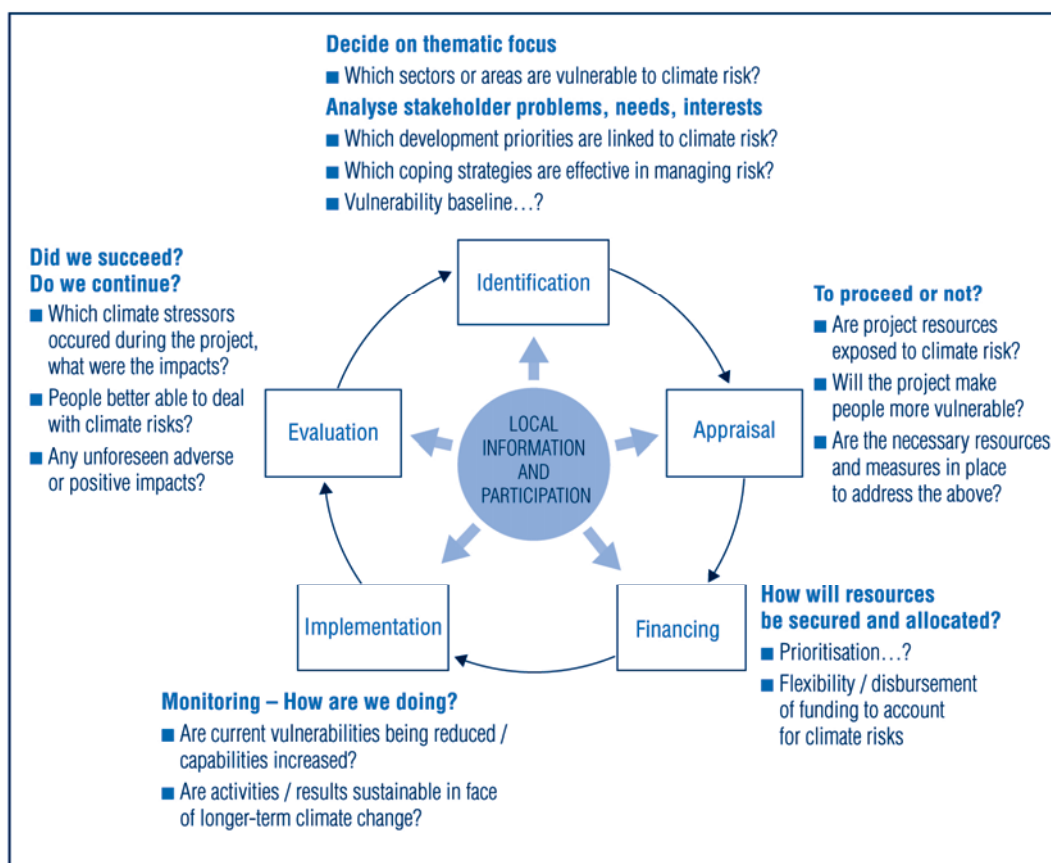 Decide on thematic focus
■ Which sectors or areas are vulnerable to climate risk?
Analyse stakeholder problems, needs, interests
■ Which development priorities are linked to climate risk?
■ Which coping strategies are effective in managing risk?
■ Vulnerability baseline…?
Identification
To proceed or not?
■ Are project resources
exposed to climate risk?
■ Will the project make
people more vulnerable?
■ Are the necessary resources
and measures in place
to address the above?
Appraisal
How will resources
be secured and allocated?
■ Prioritisation…?
■ Flexibility / disbursement
of funding to account
for climate risks
Financing
Implementation
Monitoring – How are we doing?
■ Are current vulnerabilities being reduced /
capabilities increased?
■ Are activities / results sustainable in face
of longer-term climate change?
Did we succeed?
Do we continue?
■ Which climate stressors
occured during the project,
what were the impacts?
■ People better able to deal
with climate risks?
■ Any unforeseen adverse
or positive impacts?
Evaluation
LOCAL
INFORMATION
AND
PARTICIPATION